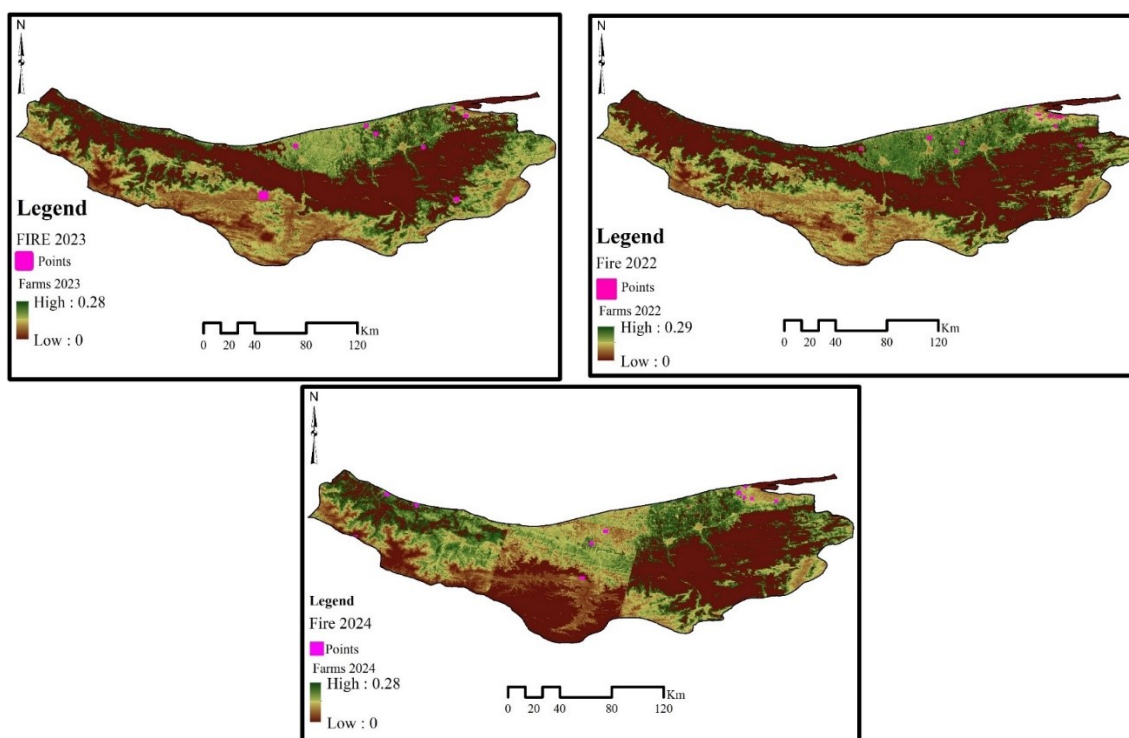 N
Legend
FIRE 2023
Points
Farms 2023
High : 0.28
Low : 0
Km
0 20 40 80 120
N
Legend
Fire 2022
Points
Farms 2022
High : 0.29
Low : 0
Km
0 20 40 80 120
N
Legend
Fire 2024
Points
Farms 2024
High : 0.28
Low : 0
Km
0 20 40 80 120